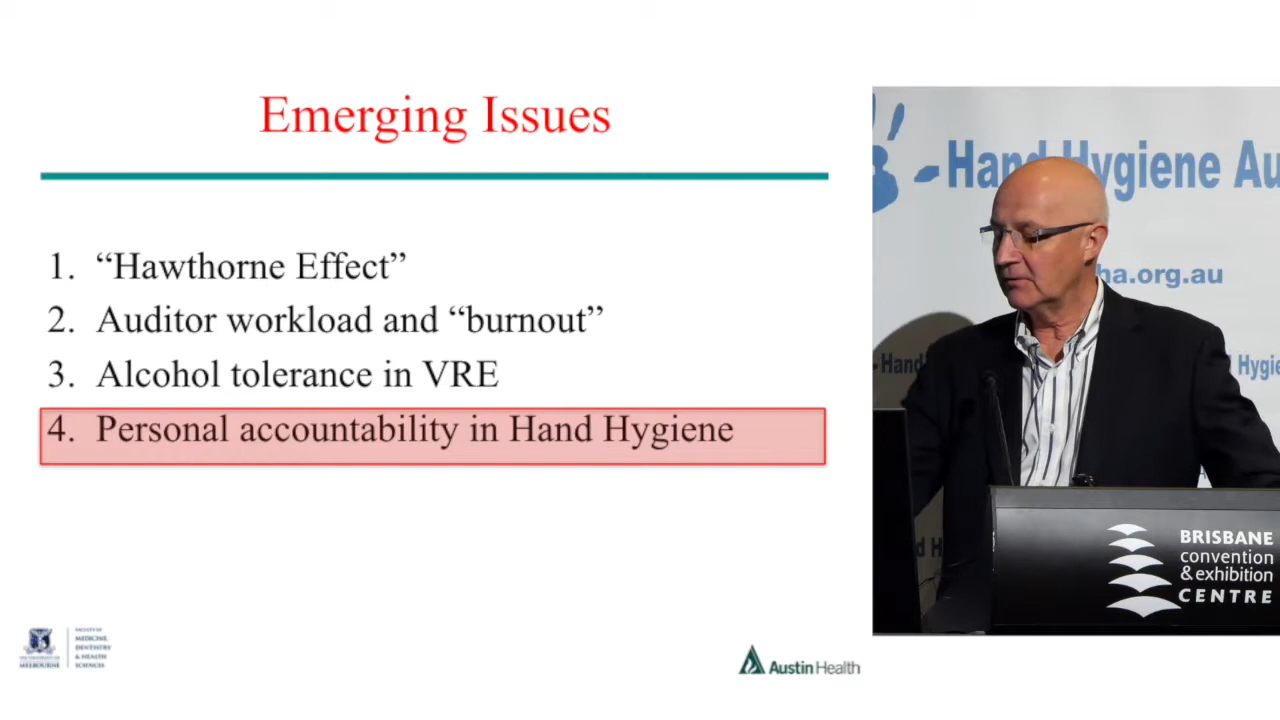 Emerging Issues
1. “Hawthorne Effect”
2. Auditor workload and “burnout”
3. Alcohol tolerance in VRE
4. Personal accountability in Hand Hygiene
FACULTY OF
MEDICINE,
DENTISTRY
& HEALTH
SCIENCES
THE UNIVERSITY OF
MELBOURNE
Austin Health
Hand Hygiene Au
ha.org.au
Hand
Hygie
d H
BRISBANE
convention
& exhibition
CENTRE